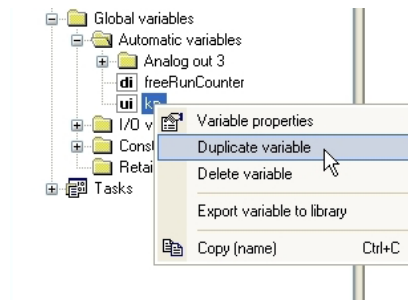 Global variables
Automatic variables
Analog out 3
di freeRunCounter
ui
I/O v
Variable properties
Const
Duplicate variable
Retai
Delete variable
Tasks
Export variable to library
Copy (name) Ctrl+C